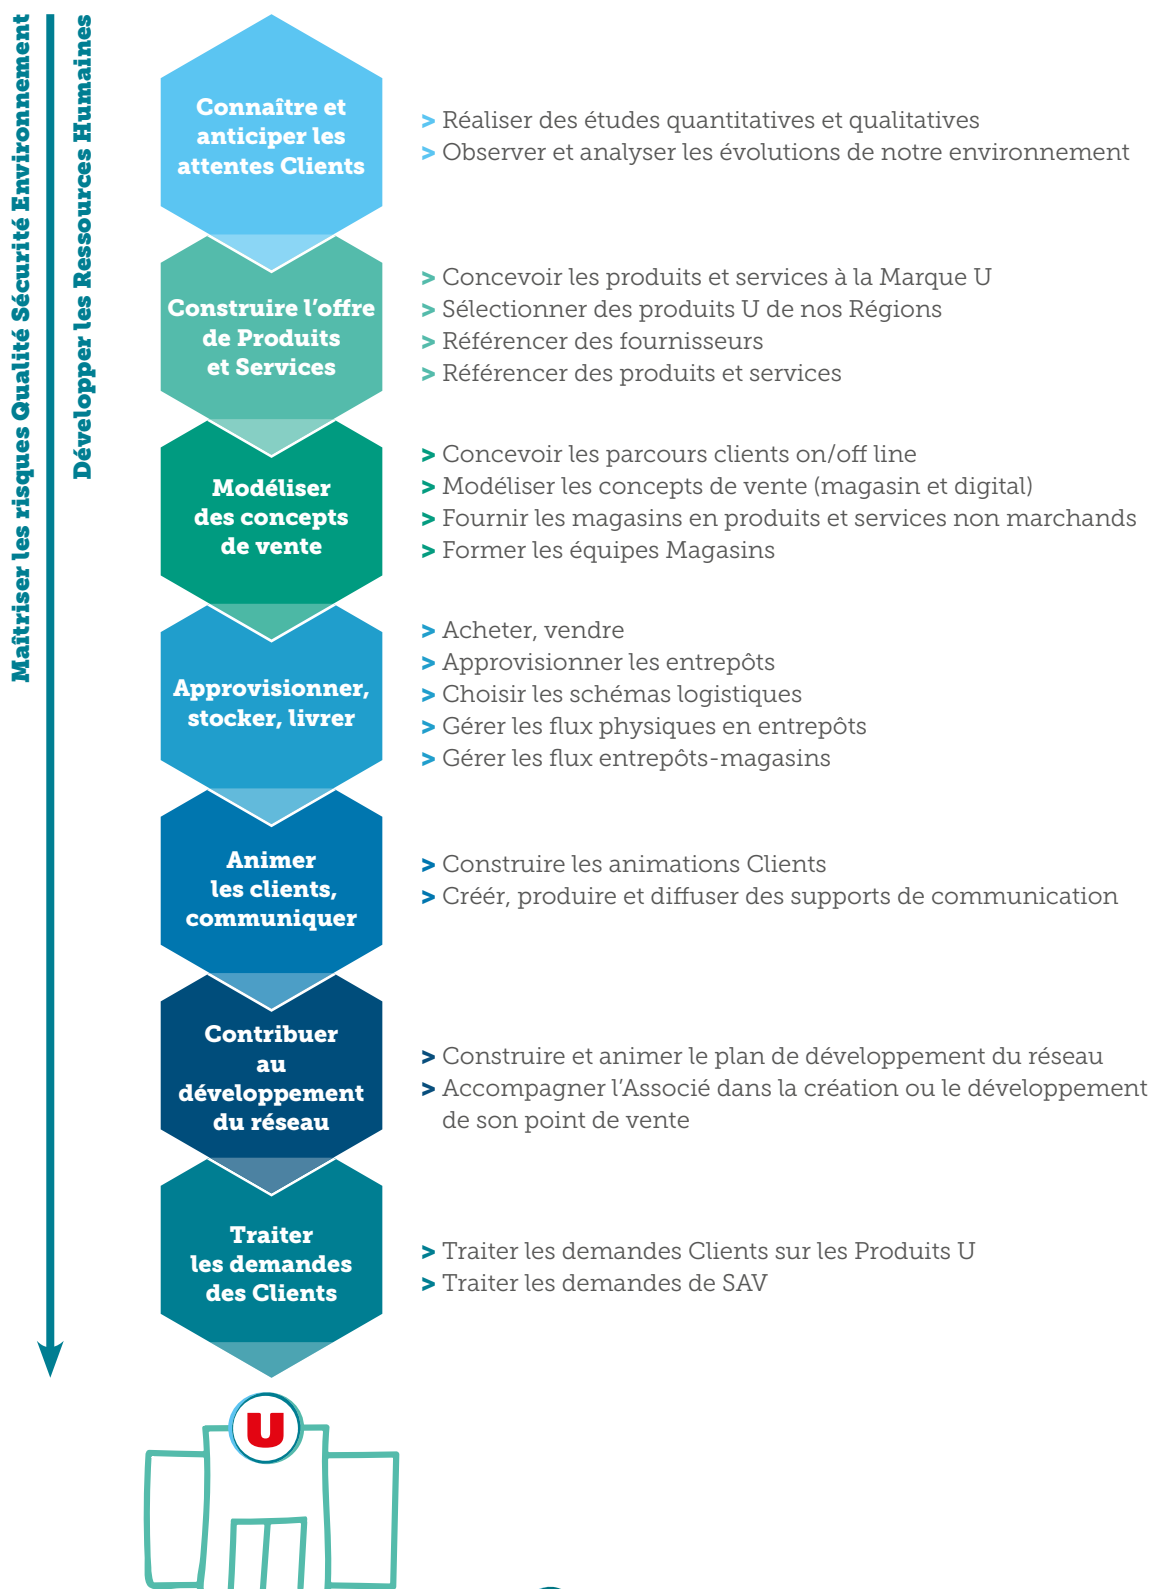 Maîtriser les risques Qualité Sécurité Environnement
Développer les Ressources Humaines
Connaître et
anticiper les
attentes Clients
> Réaliser des études quantitatives et qualitatives
> Observer et analyser les évolutions de notre environnement
Construire l’offre
de Produits
et Services
> Concevoir les produits et services à la Marque U
> Sélectionner des produits U de nos Régions
> Référencer des fournisseurs
> Référencer des produits et services
Modéliser
des concepts
de vente
> Concevoir les parcours clients on/off line
> Modéliser les concepts de vente (magasin et digital)
> Fournir les magasins en produits et services non marchands
> Former les équipes Magasins
Approvisionner,
stocker, livrer
> Acheter, vendre
> Approvisionner les entrepôts
> Choisir les schémas logistiques
> Gérer les flux physiques en entrepôts
> Gérer les flux entrepôts-magasins
Animer
les clients,
communiquer
> Construire les animations Clients
> Créér, produire et diffuser des supports de communication
Contribuer
au
développement
du réseau
> Construire et animer le plan de développement du réseau
> Accompagner l’Associé dans la création ou le développement
de son point de vente
Traiter
les demandes
des Clients
> Traiter les demandes Clients sur les Produits U
> Traiter les demandes de SAV
U